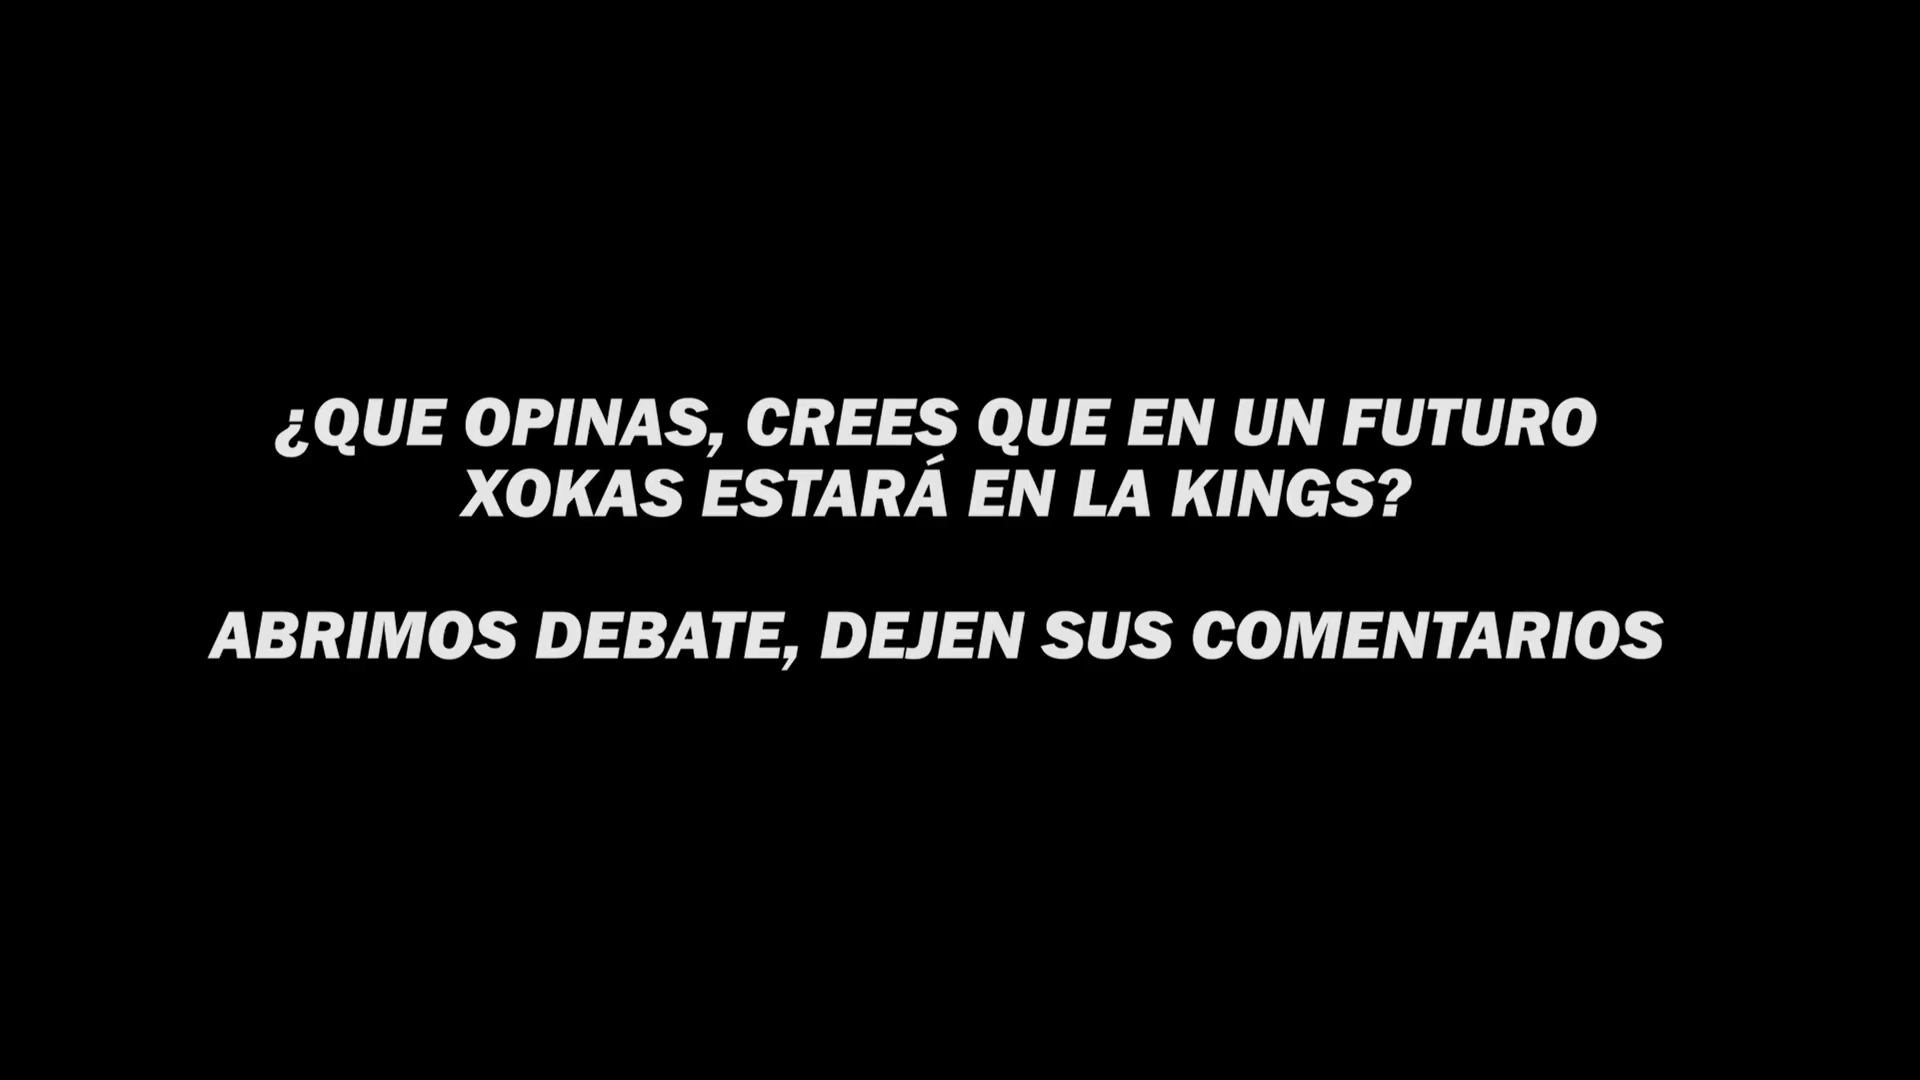 ¿QUE OPINAS, CREES QUE EN UN FUTURO
XOKAS ESTARÁ EN LA KINGS?
ABRIMOS DEBATE, DEJEN SUS COMENTARIOS